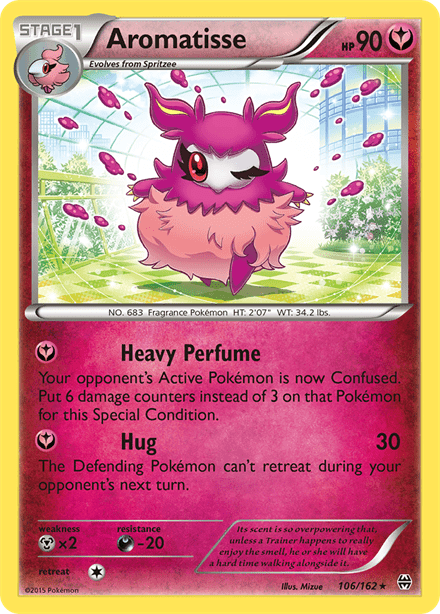 STAGE1
Aromatisse
HP 90
Evolves from Spritzee
NO. 683 Fragrance Pokémon HT: 2'07" WT: 34.2 lbs.
Heavy Perfume
Your opponent's Active Pokémon is now Confused.
Put 6 damage counters instead of 3 on that Pokémon
for this Special Condition.
Hug 30
The Defending Pokémon can't retreat during your
opponent's next turn.
weakness resistance
×2 -20
retreat
Its scent is so overpowering that,
unless a Trainer happens to really
enjoy the smell, he or she will have
a hard time walking alongside it.
©2015 Pokémon Illus. Mizue 106/162 ★